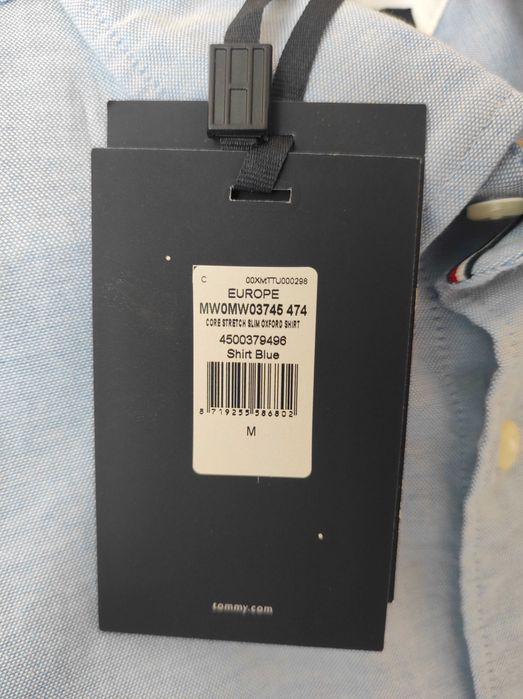 C 00XMTTU000298
EUROPE
MW0MW03745 474
CORE STRETCH SLIM OXFORD SHIRT
4500379496
Shirt Blue
8 719255 586802
M
tommy.com